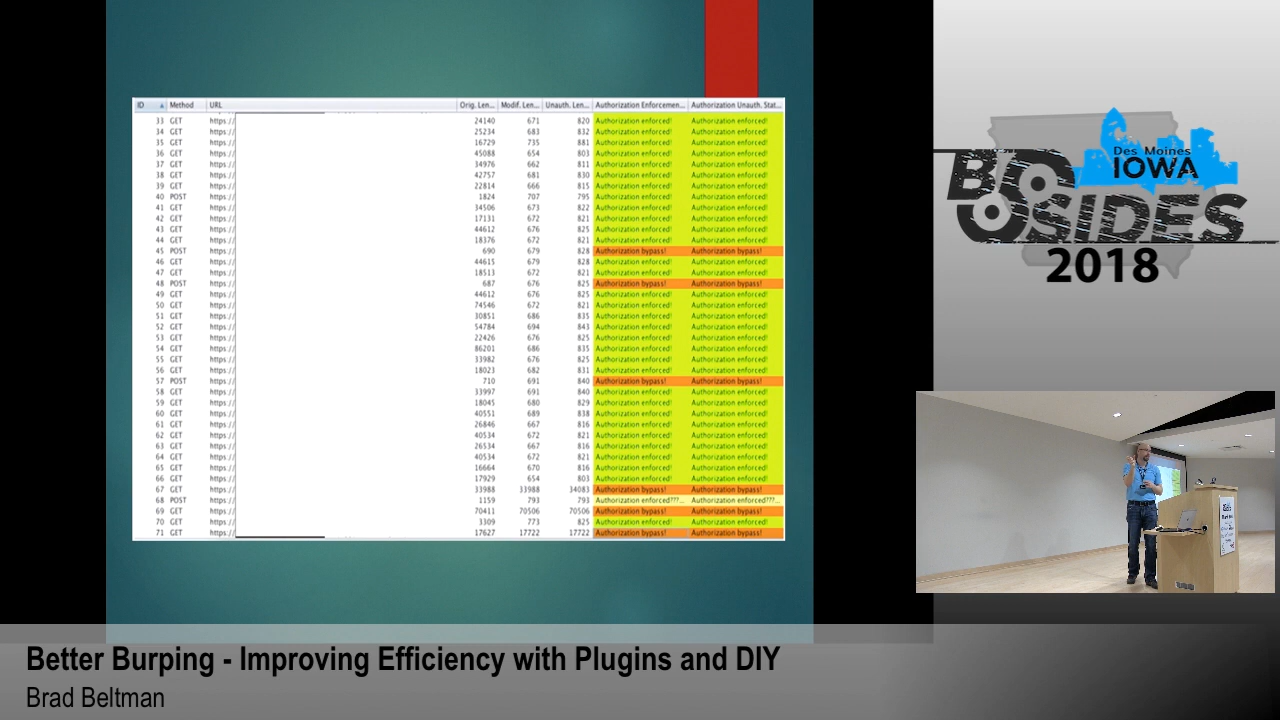 ID Method URL Orig. Len... Modif. Len... Unauth. Len... Authorization Enforcemen... Authorization Unauth. Stat...
33 GET https:// 24140 671 820 Authorization enforced! Authorization enforced!
34 GET https:// 25234 683 832 Authorization enforced! Authorization enforced!
35 GET https:// 16729 735 881 Authorization enforced! Authorization enforced!
36 GET https:// 45088 654 803 Authorization enforced! Authorization enforced!
37 GET https:// 34976 662 811 Authorization enforced! Authorization enforced!
38 GET https:// 42757 681 830 Authorization enforced! Authorization enforced!
39 GET https:// 22814 666 815 Authorization enforced! Authorization enforced!
40 POST https:// 1824 707 795 Authorization enforced! Authorization enforced!
41 GET https:// 34506 673 822 Authorization enforced! Authorization enforced!
42 GET https:// 17131 672 821 Authorization enforced! Authorization enforced!
43 GET https:// 44612 676 825 Authorization enforced! Authorization enforced!
44 GET https:// 18376 672 821 Authorization enforced! Authorization enforced!
45 POST https:// 690 679 828 Authorization bypass! Authorization bypass!
46 GET https:// 44615 679 828 Authorization enforced! Authorization enforced!
47 GET https:// 18513 672 821 Authorization enforced! Authorization enforced!
48 POST https:// 687 676 825 Authorization bypass! Authorization bypass!
49 GET https:// 44612 676 825 Authorization enforced! Authorization enforced!
50 GET https:// 74546 672 821 Authorization enforced! Authorization enforced!
51 GET https:// 30851 686 835 Authorization enforced! Authorization enforced!
52 GET https:// 54784 694 843 Authorization enforced! Authorization enforced!
53 GET https:// 22426 676 825 Authorization enforced! Authorization enforced!
54 GET https:// 86201 686 835 Authorization enforced! Authorization enforced!
55 GET https:// 33982 676 825 Authorization enforced! Authorization enforced!
56 GET https:// 18023 682 831 Authorization enforced! Authorization enforced!
57 POST https:// 710 691 840 Authorization bypass! Authorization bypass!
58 GET https:// 33997 691 840 Authorization enforced! Authorization enforced!
59 GET https:// 18045 680 829 Authorization enforced! Authorization enforced!
60 GET https:// 40551 689 838 Authorization enforced! Authorization enforced!
61 GET https:// 26846 667 816 Authorization enforced! Authorization enforced!
62 GET https:// 40534 672 821 Authorization enforced! Authorization enforced!
63 GET https:// 26534 667 816 Authorization enforced! Authorization enforced!
64 GET https:// 40534 672 821 Authorization enforced! Authorization enforced!
65 GET https:// 16664 670 816 Authorization enforced! Authorization enforced!
66 GET https:// 17929 654 803 Authorization enforced! Authorization enforced!
67 GET https:// 33988 33988 34083 Authorization bypass! Authorization bypass!
68 POST https:// 1159 793 793 Authorization enforced???... Authorization enforced???...
69 GET https:// 70411 70506 70506 Authorization bypass! Authorization bypass!
70 GET https:// 3309 773 825 Authorization enforced! Authorization enforced!
71 GET https:// 17627 17722 17722 Authorization bypass! Authorization bypass!
Des Moines
IOWA
BSIDES
2018
Better Burping - Improving Efficiency with Plugins and DIY
Brad Beltman